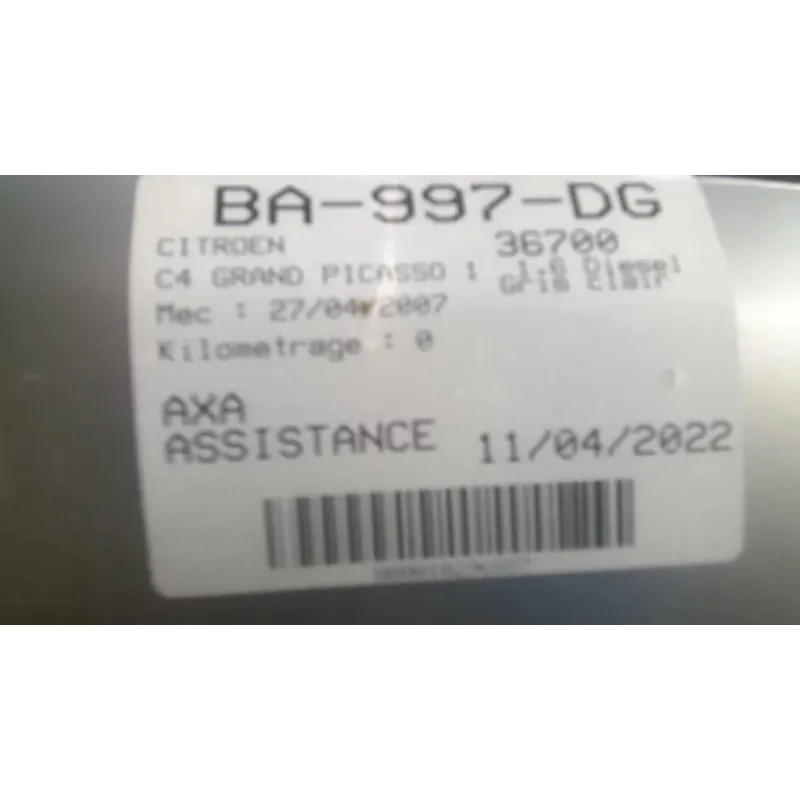 BA-997-DG
CITROEN 36700
C4 GRAND PICASSO 1 1.6 Diesel
Gris clair
Mec : 27/04/2007
Kilometrage : 0
AXA
ASSISTANCE 11/04/2022